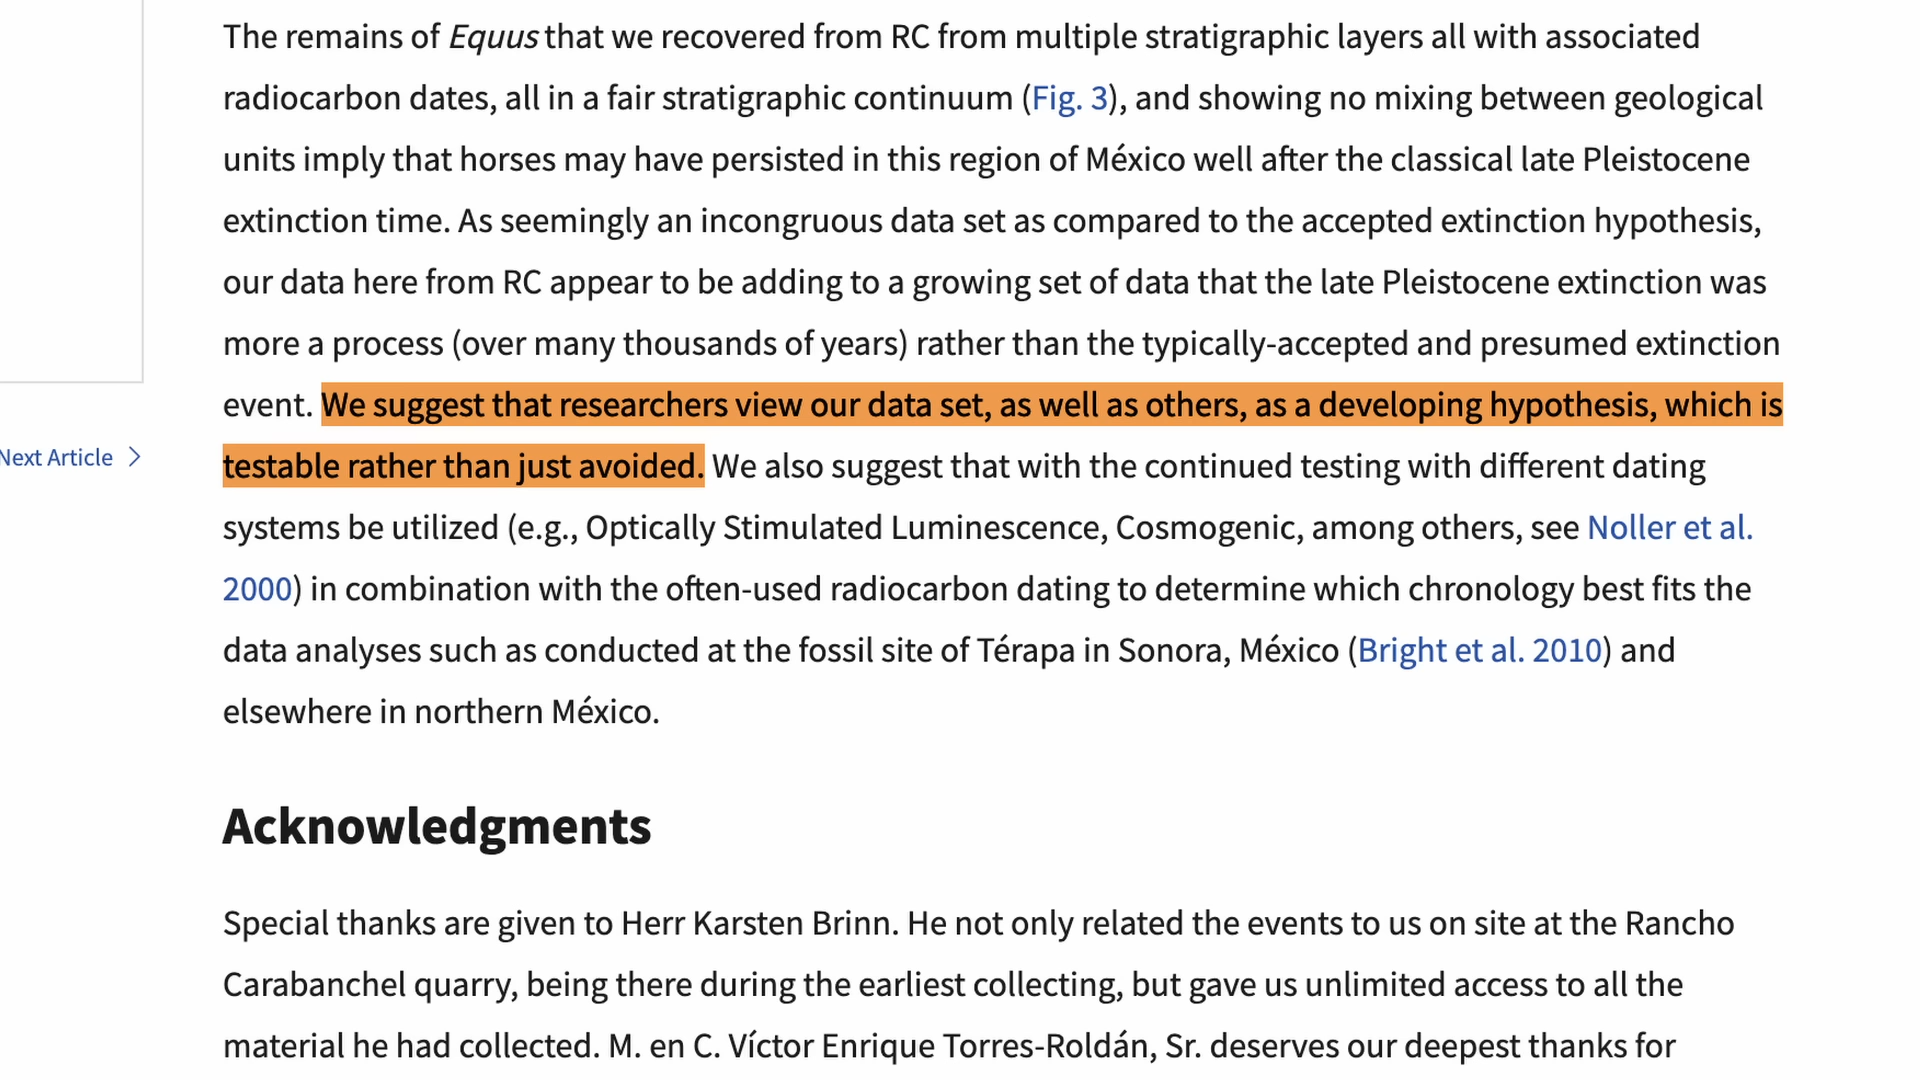 The remains of Equus that we recovered from RC from multiple stratigraphic layers all with associated
radiocarbon dates, all in a fair stratigraphic continuum (Fig. 3), and showing no mixing between geological
units imply that horses may have persisted in this region of México well after the classical late Pleistocene
extinction time. As seemingly an incongruous data set as compared to the accepted extinction hypothesis,
our data here from RC appear to be adding to a growing set of data that the late Pleistocene extinction was
more a process (over many thousands of years) rather than the typically-accepted and presumed extinction
event. We suggest that researchers view our data set, as well as others, as a developing hypothesis, which is
Next Article >
testable rather than just avoided. We also suggest that with the continued testing with different dating
systems be utilized (e.g., Optically Stimulated Luminescence, Cosmogenic, among others, see Noller et al.
2000) in combination with the often-used radiocarbon dating to determine which chronology best fits the
data analyses such as conducted at the fossil site of Térapa in Sonora, México (Bright et al. 2010) and
elsewhere in northern México.
Acknowledgments
Special thanks are given to Herr Karsten Brinn. He not only related the events to us on site at the Rancho
Carabanchel quarry, being there during the earliest collecting, but gave us unlimited access to all the
material he had collected. M. en C. Víctor Enrique Torres-Roldán, Sr. deserves our deepest thanks for